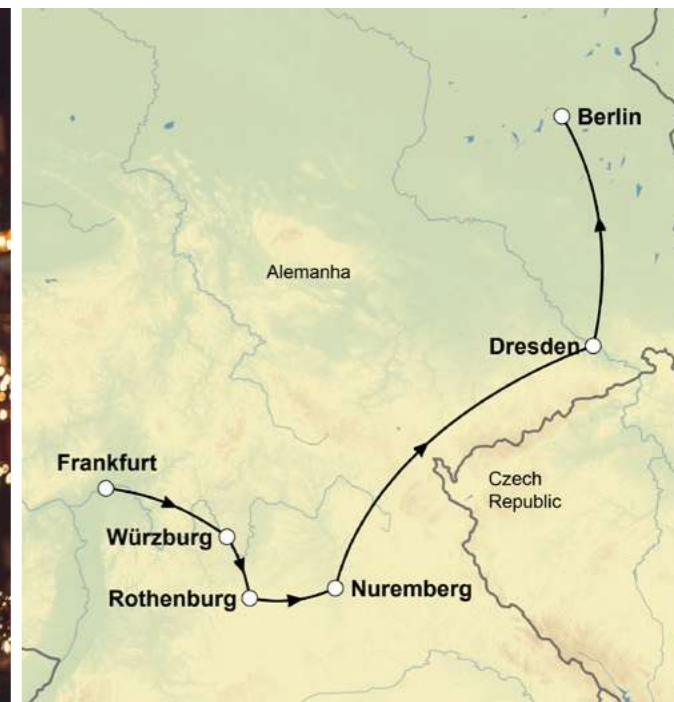 Berlin
Alemanha
Dresden
Frankfurt
Czech
Republic
Würzburg
Rothenburg
Nuremberg